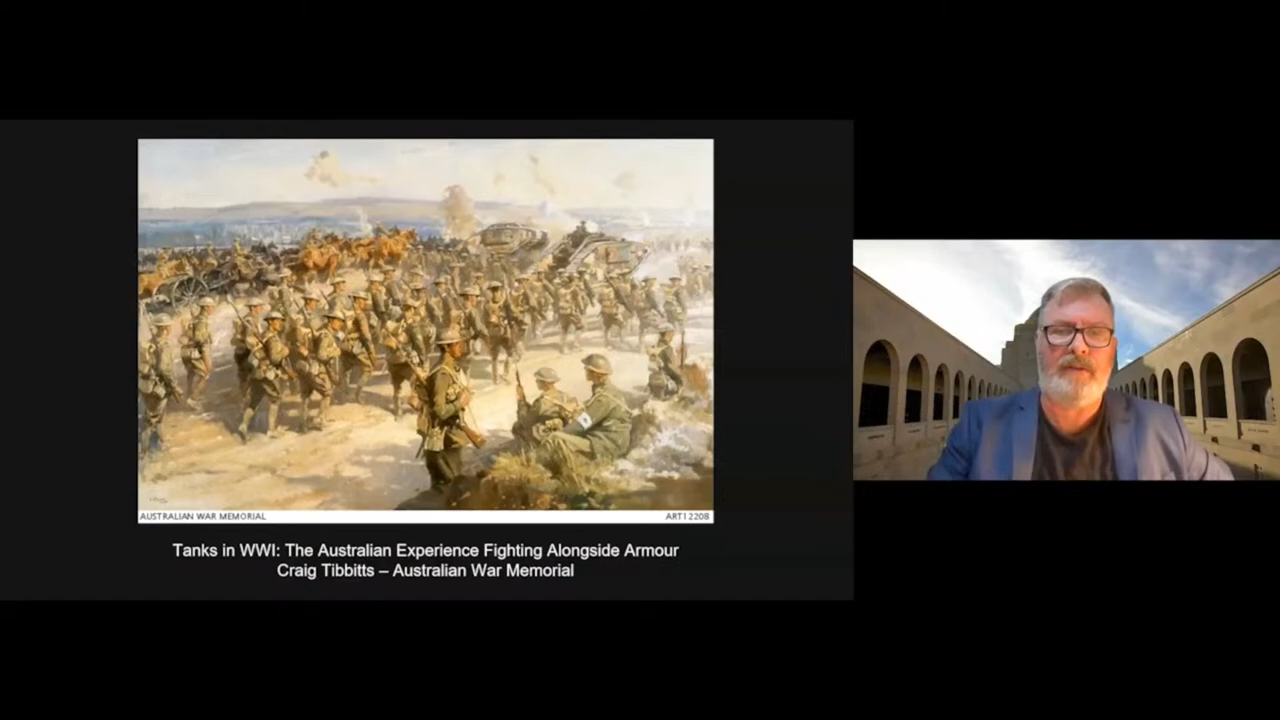 AUSTRALIAN WAR MEMORIAL
ART12208
Tanks in WWI: The Australian Experience Fighting Alongside Armour
Craig Tibbitts – Australian War Memorial